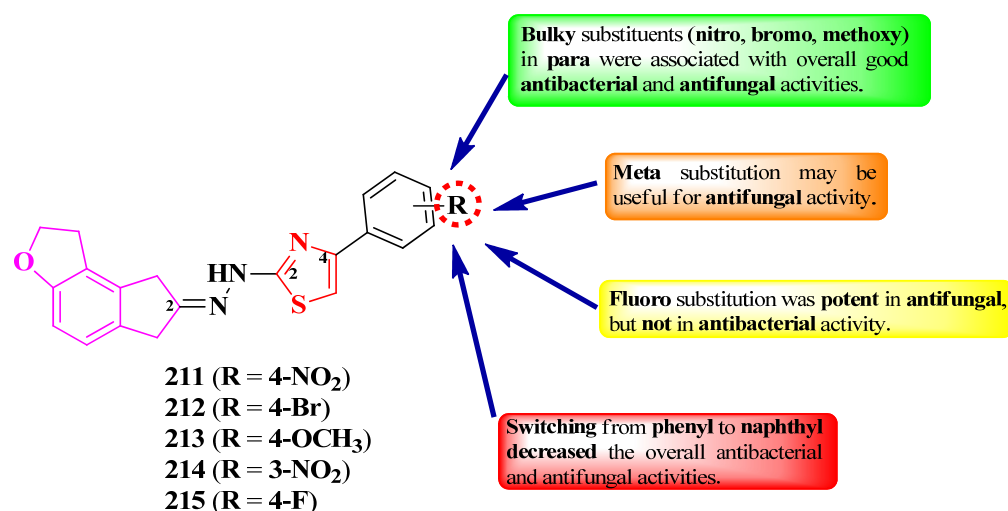 Bulky substituents (nitro, bromo, methoxy)
in para were associated with overall good
antibacterial and antifungal activities.
Meta substitution may be
useful for antifungal activity.
R
N
4
O
HN
2
2
N
S
Fluoro substitution was potent in antifungal,
but not in antibacterial activity.
211 (R = 4-NO₂)
212 (R = 4-Br)
213 (R = 4-OCH₃)
214 (R = 3-NO₂)
215 (R = 4-F)
Switching from phenyl to naphthyl
decreased the overall antibacterial
and antifungal activities.